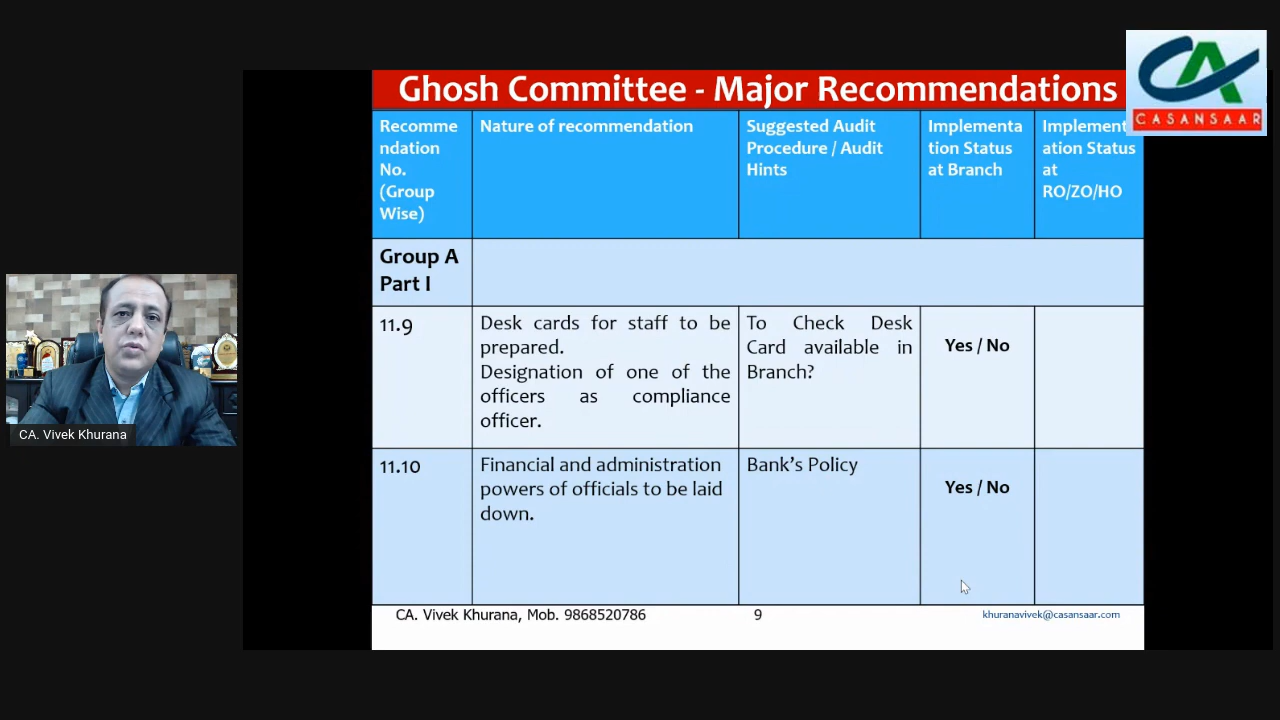 Ghosh Committee - Major Recommendations
CASANSAAR
Recomme
ndation
No.
(Group
Wise)
Nature of recommendation
Suggested Audit
Procedure / Audit
Hints
Implementa
tion Status
at Branch
Implement
ation Status
at
RO/ZO/HO
Group A
Part I
11.9
Desk cards for staff to be
prepared.
Designation of one of the
officers as compliance
officer.
To Check Desk
Card available in
Branch?
Yes / No
11.10
Financial and administration
powers of officials to be laid
down.
Bank's Policy
Yes / No
CA. Vivek Khurana
CA. Vivek Khurana, Mob. 9868520786
9
khuranavivek@casansaar.com